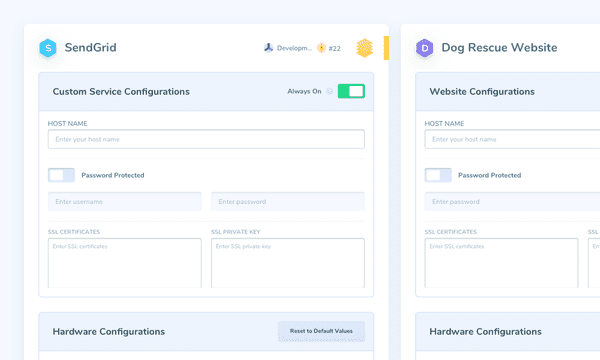 S SendGrid Developm... #22
Custom Service Configurations Always On
HOST NAME
Enter your host name
Password Protected
Enter username Enter password
SSL CERTIFICATES SSL PRIVATE KEY
Enter SSL certificates Enter SSL private key
Hardware Configurations Reset to Default Values
D Dog Rescue Website
Website Configurations
HOST NAME
Enter your host name
Password Protected
Enter password
SSL CERTIFICATES SSL
Enter SSL certificates Enter
Hardware Configurations